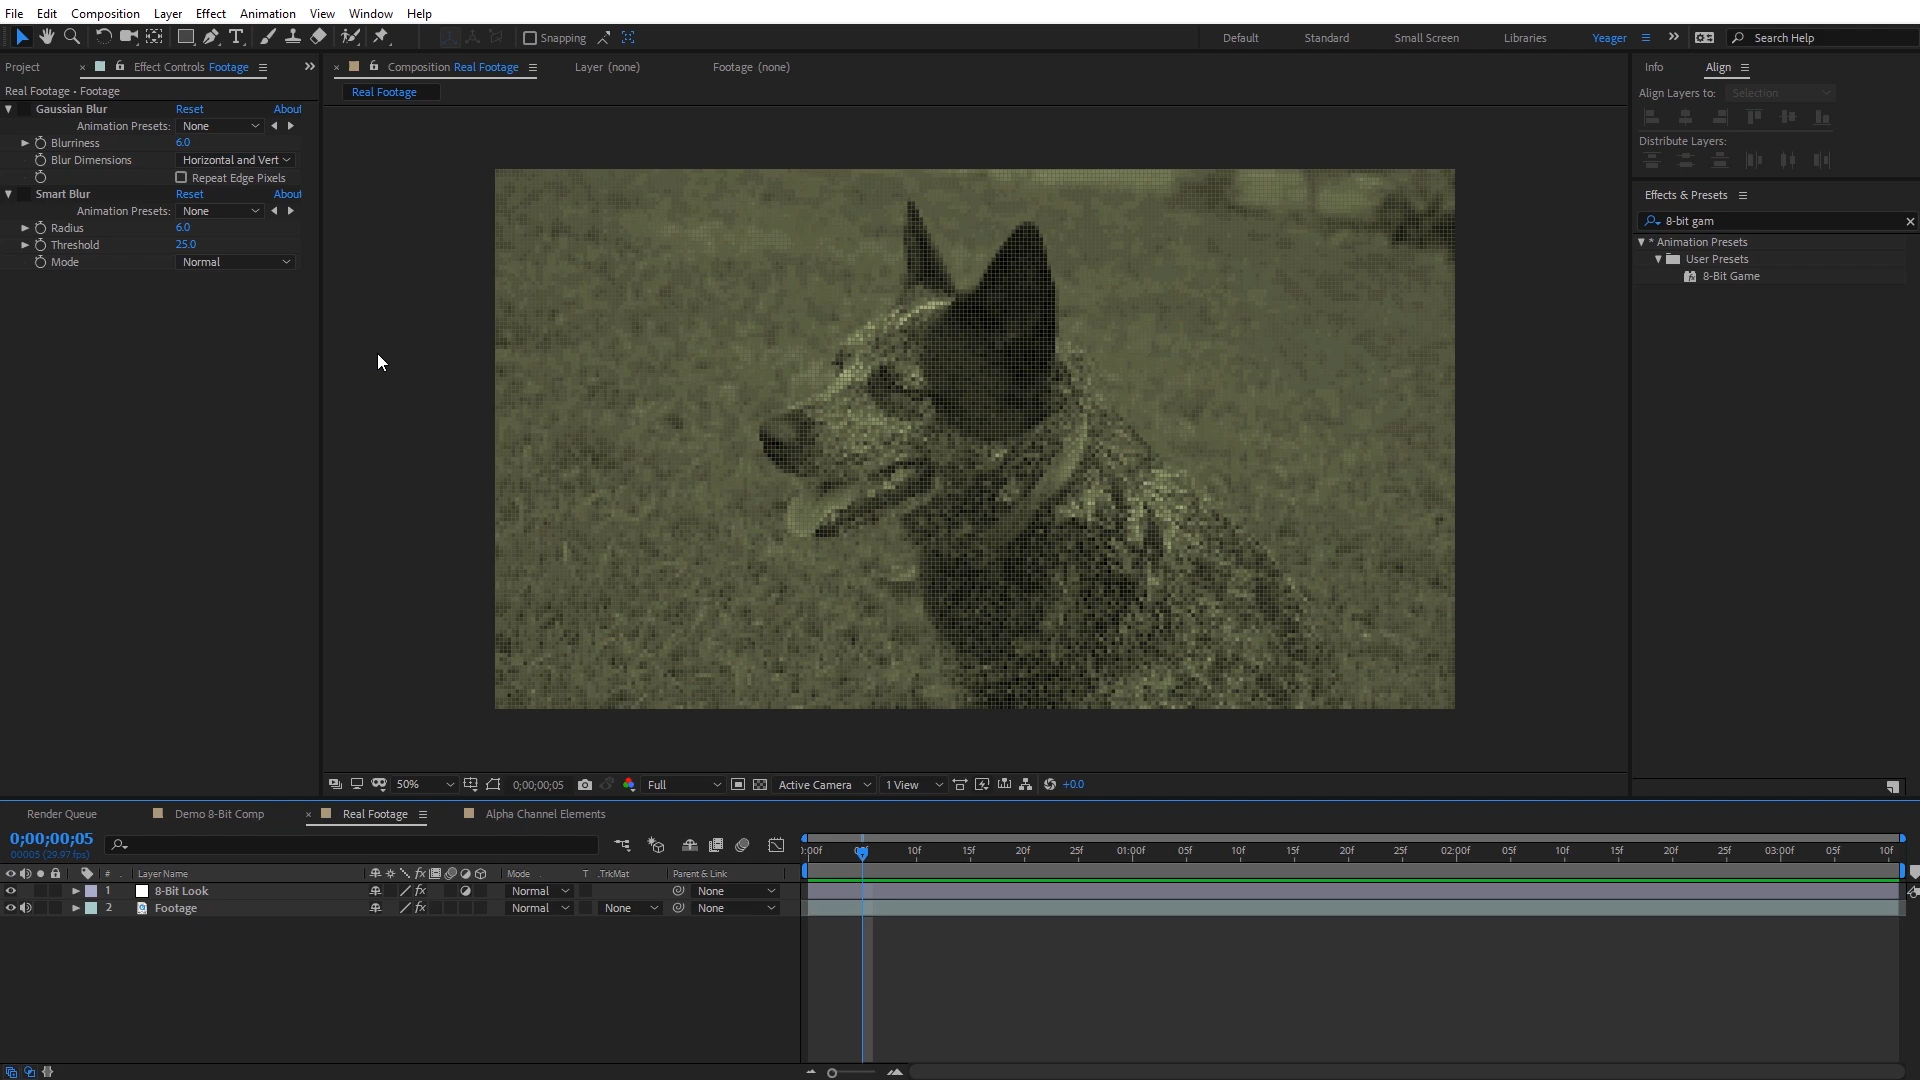 File Edit Composition Layer Effect Animation View Window Help
Snapping Default Standard Small Screen Libraries Yeager Search Help
Project Effect Controls Footage
Real Footage • Footage
Gaussian Blur Reset About
Animation Presets: None
Blurriness 6.0
Blur Dimensions Horizontal and Vert
Repeat Edge Pixels
Smart Blur Reset About
Animation Presets: None
Radius 6.0
Threshold 25.0
Mode Normal
Composition Real Footage Layer (none) Footage (none)
Real Footage
Info Align
Align Layers to: Selection
Distribute Layers:
Effects & Presets
8-bit gam
* Animation Presets
User Presets
8-Bit Game
50% 0;00;00;05 Full Active Camera 1 View +0.0
Render Queue Demo 8-Bit Comp Real Footage Alpha Channel Elements
0;00;00;05
00005 (29.97 fps)
10f 15f 20f 25f 01:00f 05f 10f 15f 20f 25f 02:00f 05f 10f 15f 20f 25f 03:00f 05f 10f
# Layer Name Mode T .TrkMat Parent & Link
1 8-Bit Look Normal None
2 Footage Normal None None